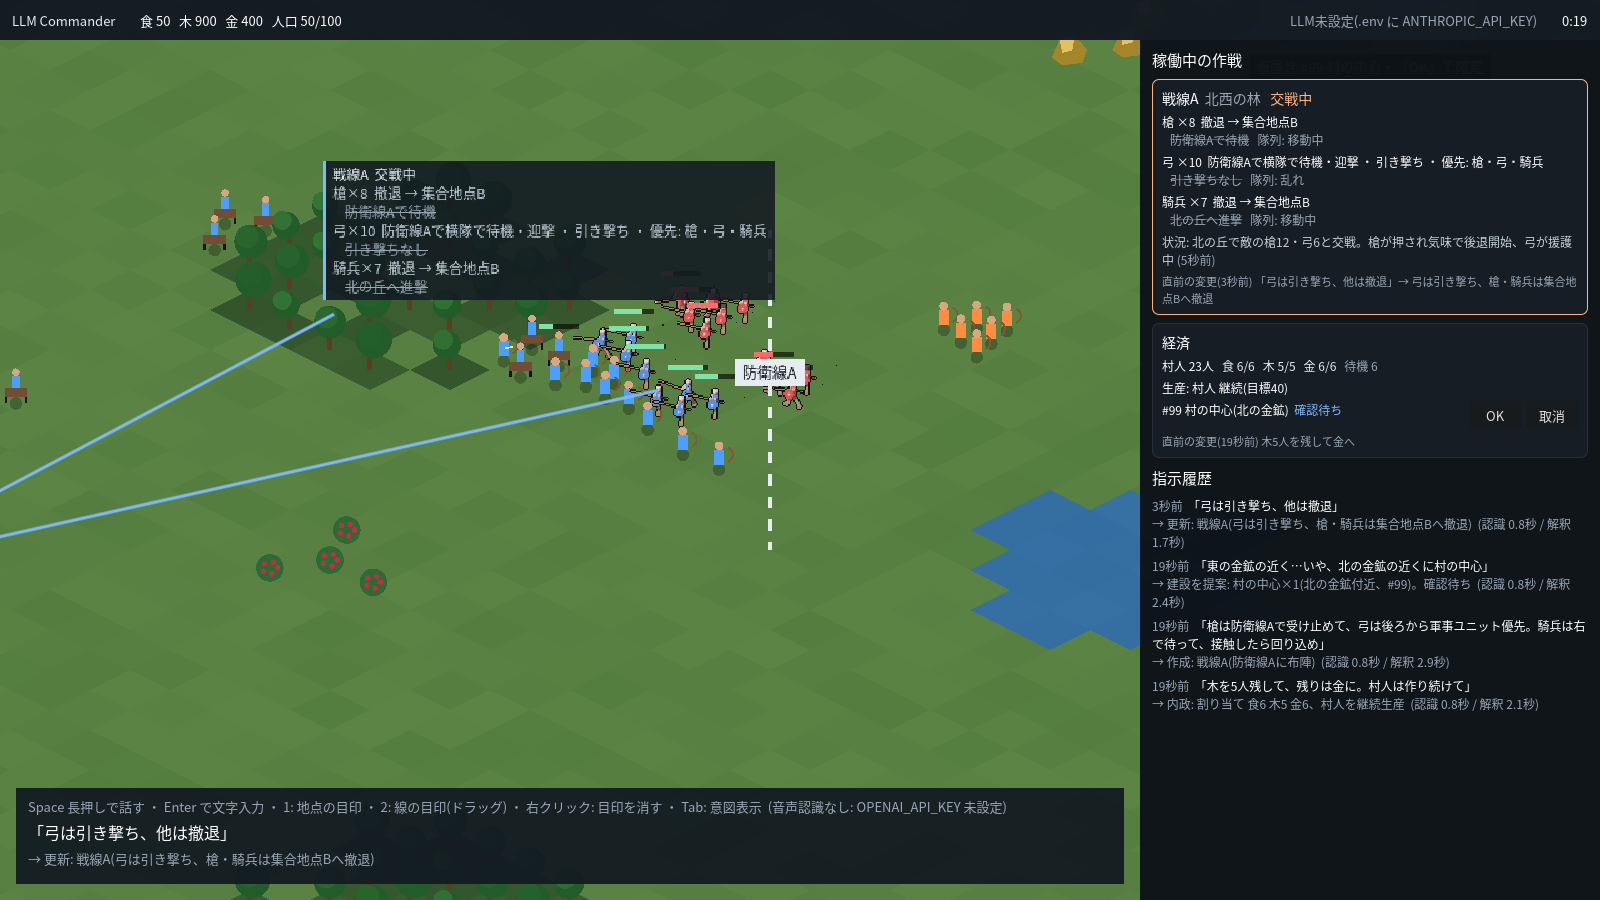 LLM Commander 食 50 木 900 金 400 人口 50/100 LLM未設定(.env に ANTHROPIC_API_KEY) 0:19
戦線A 交戦中
槍×8 撤退 → 集合地点B
防衛線Aで待機
弓×10 防衛線Aで横隊で待機・迎撃 ・ 引き撃ち ・ 優先: 槍・弓・騎兵
引き撃ちなし
騎兵×7 撤退 → 集合地点B
北の丘へ進撃
防衛線A
稼働中の作戦
戦線A 北西の林 交戦中
槍 ×8 撤退 → 集合地点B
防衛線Aで待機 隊列: 移動中
弓 ×10 防衛線Aで横隊で待機・迎撃 ・ 引き撃ち ・ 優先: 槍・弓・騎兵
引き撃ちなし 隊列: 乱れ
騎兵 ×7 撤退 → 集合地点B
北の丘へ進撃 隊列: 移動中
状況: 北の丘で敵の槍12・弓6と交戦。槍が押され気味で後退開始、弓が援護
中 (5秒前)
直前の変更(3秒前) 「弓は引き撃ち、他は撤退」→ 弓は引き撃ち、槍・騎兵は集合地
点Bへ撤退
経済
村人 23人 食 6/6 木 5/5 金 6/6 待機 6
生産: 村人 継続(目標40)
#99 村の中心(北の金鉱) 確認待ち OK 取消
直前の変更(19秒前) 木5人を残して金へ
指示履歴
3秒前 「弓は引き撃ち、他は撤退」
→ 更新: 戦線A(弓は引き撃ち、槍・騎兵は集合地点Bへ撤退) (認識 0.8秒 / 解釈
1.7秒)
19秒前 「東の金鉱の近く…いや、北の金鉱の近くに村の中心」
→ 建設を提案: 村の中心×1(北の金鉱付近、#99)。確認待ち (認識 0.8秒 / 解釈
2.4秒)
19秒前 「槍は防衛線Aで受け止めて、弓は後ろから軍事ユニット優先。騎兵は右
で待って、接触したら回り込め」
→ 作成: 戦線A(防衛線Aに布陣) (認識 0.8秒 / 解釈 2.9秒)
19秒前 「木を5人残して、残りは金に。村人は作り続けて」
→ 内政: 割り当て 食6 木5 金6、村人を継続生産 (認識 0.8秒 / 解釈 2.1秒)
Space 長押しで話す ・ Enter で文字入力 ・ 1: 地点の目印 ・ 2: 線の目印(ドラッグ) ・ 右クリック: 目印を消す ・ Tab: 意図表示 (音声認識なし: OPENAI_API_KEY 未設定)
「弓は引き撃ち、他は撤退」
→ 更新: 戦線A(弓は引き撃ち、槍・騎兵は集合地点Bへ撤退)